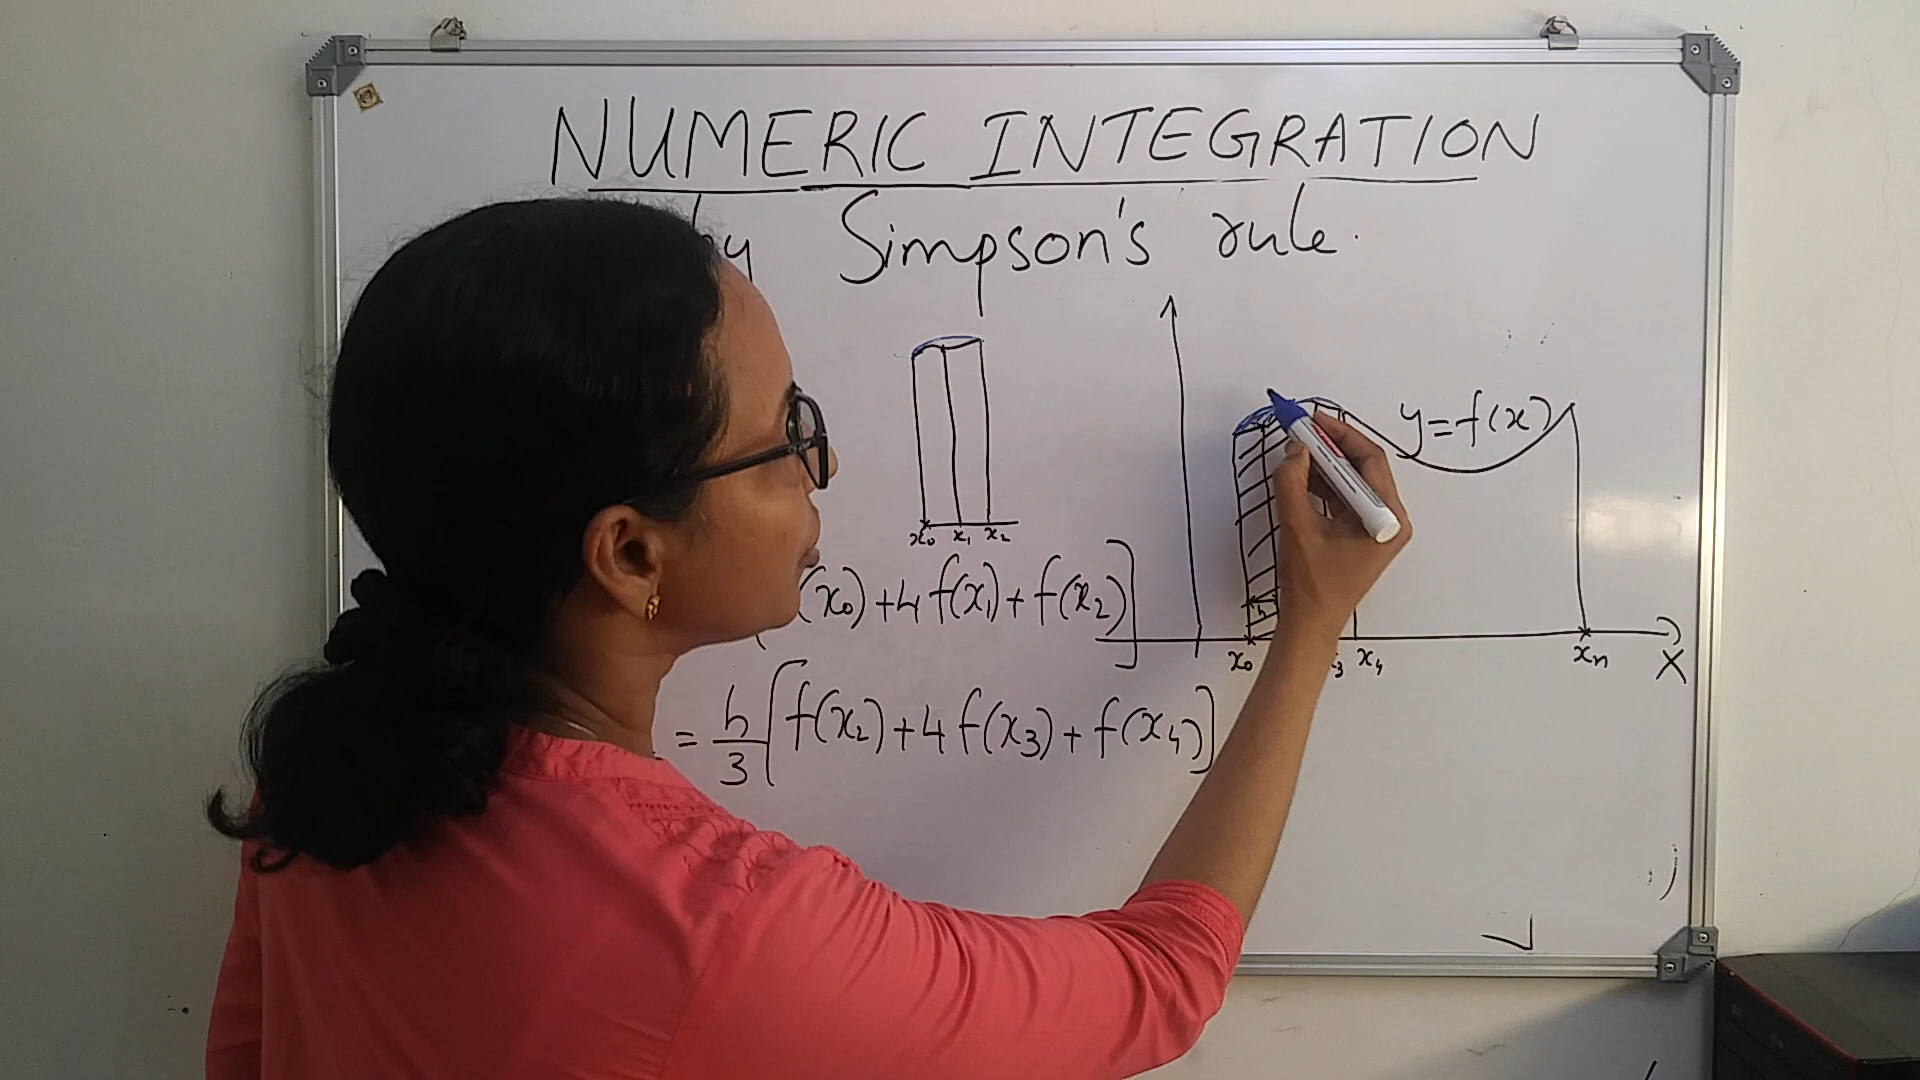 NUMERIC INTEGRATION
by Simpson's rule.
y=f(x)
x₀ x₁ x₂
(x₀)+4f(x₁)+f(x₂)]
h
x₀ x₄ xₙ X
= h/3 [f(x₂)+4f(x₃)+f(x₄)]